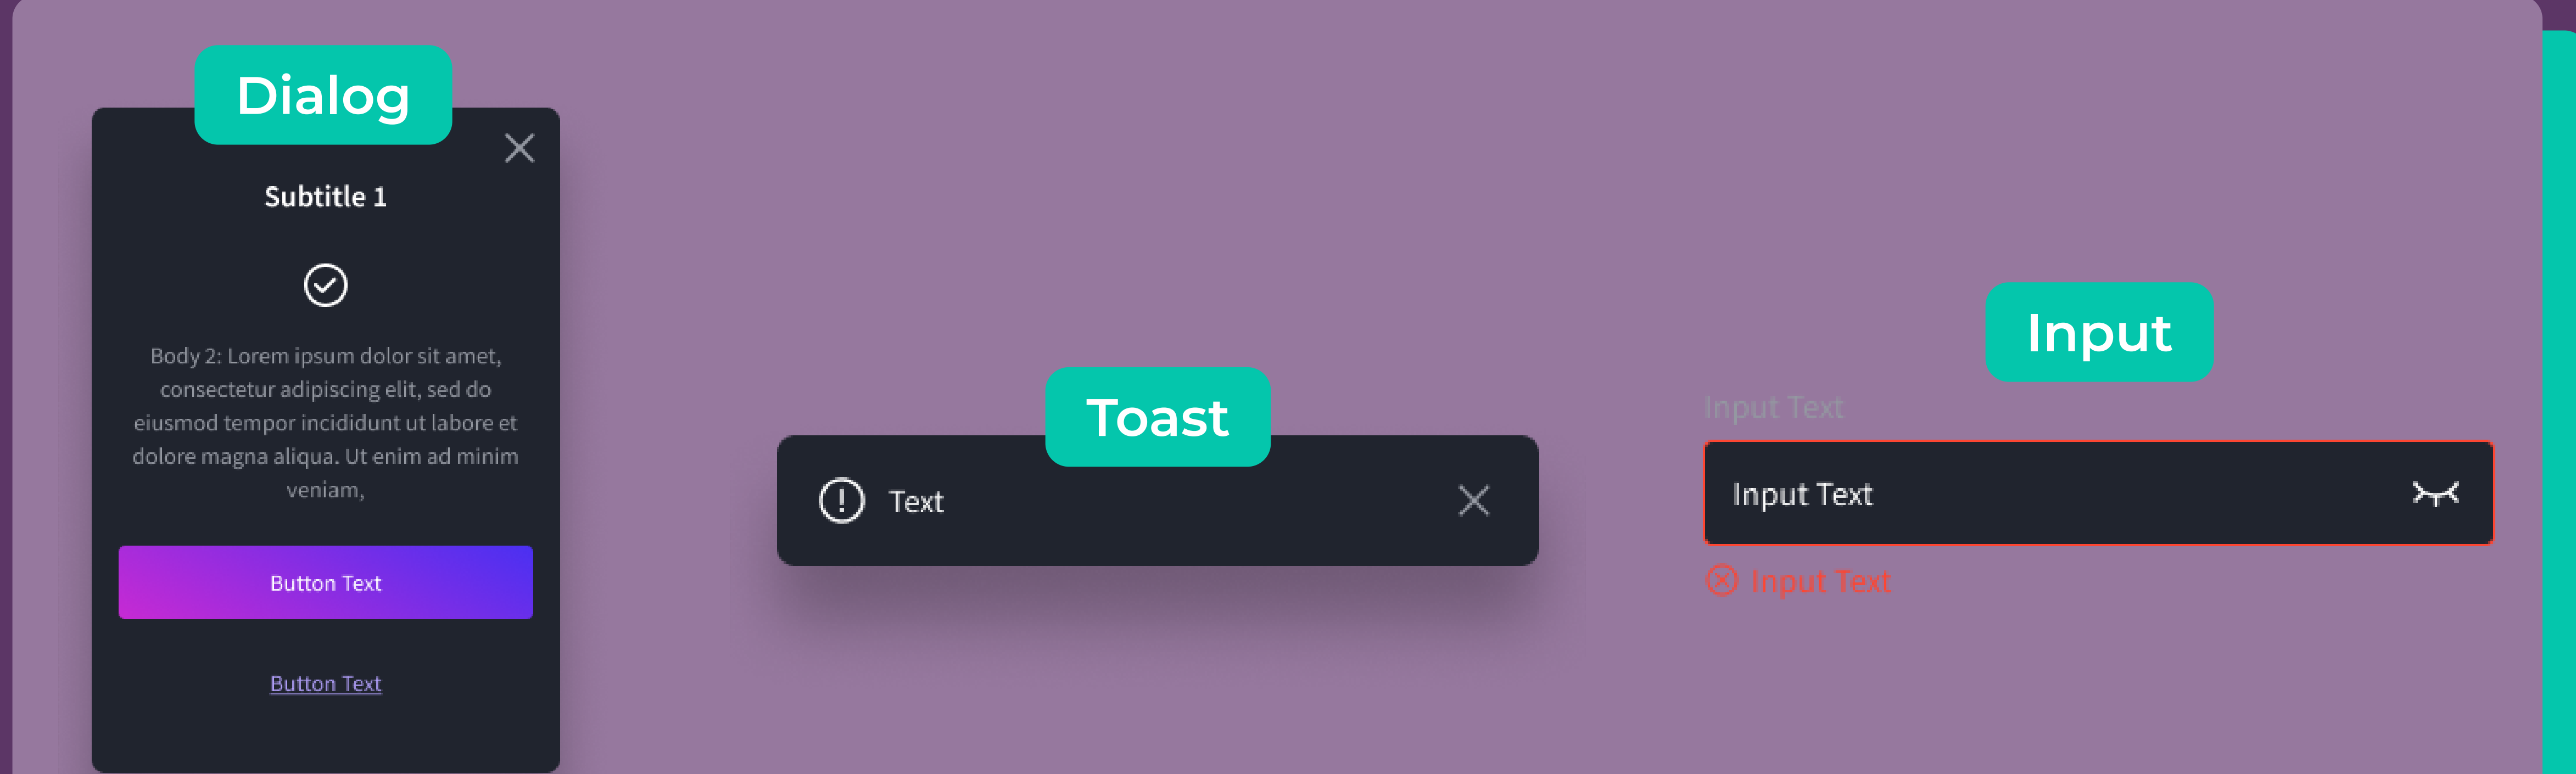 Dialog
Subtitle 1
Body 2: Lorem ipsum dolor sit amet,
consectetur adipiscing elit, sed do
eiusmod tempor incididunt ut labore et
dolore magna aliqua. Ut enim ad minim
veniam,
Button Text
Button Text
Toast
Text
Input
Input Text
Input Text
Input Text